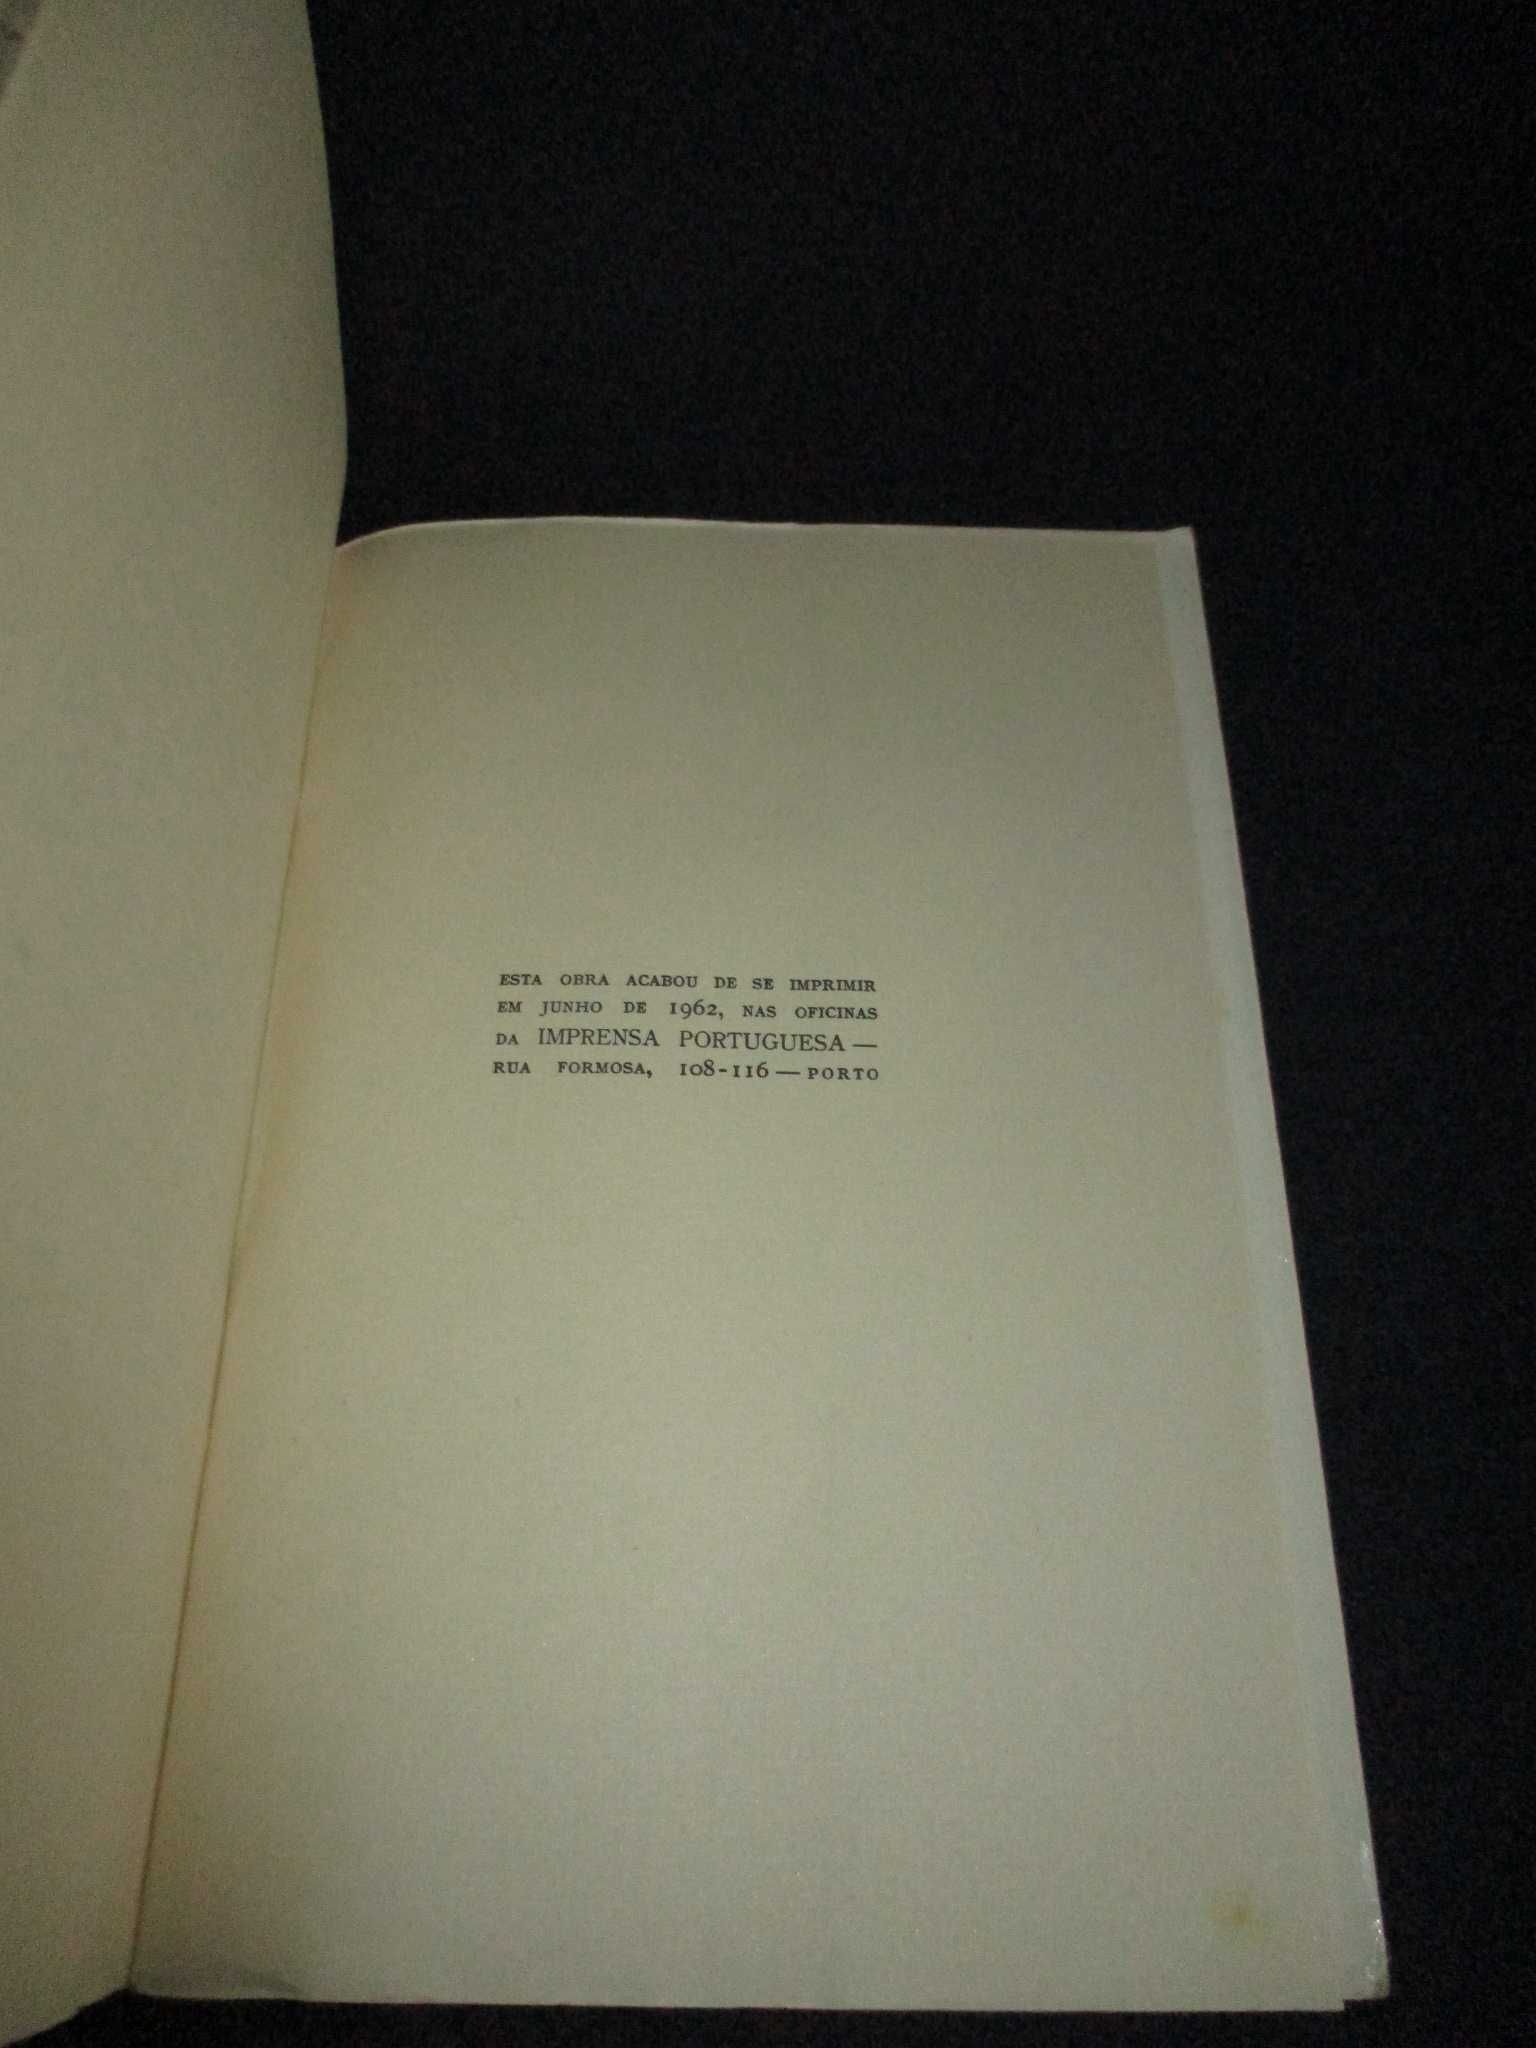 ESTA OBRA ACABOU DE SE IMPRIMIR
EM JUNHO DE 1962, NAS OFICINAS
DA IMPRENSA PORTUGUESA —
RUA FORMOSA, 108-116 — PORTO